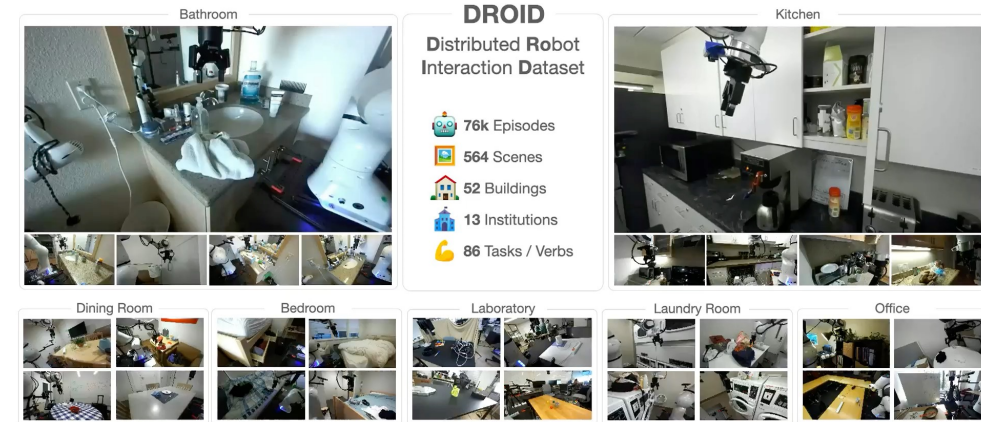 Bathroom
DROID
Distributed Robot
Interaction Dataset
76k Episodes
564 Scenes
52 Buildings
13 Institutions
86 Tasks / Verbs
Kitchen
Dining Room
Bedroom
Laboratory
Laundry Room
Office